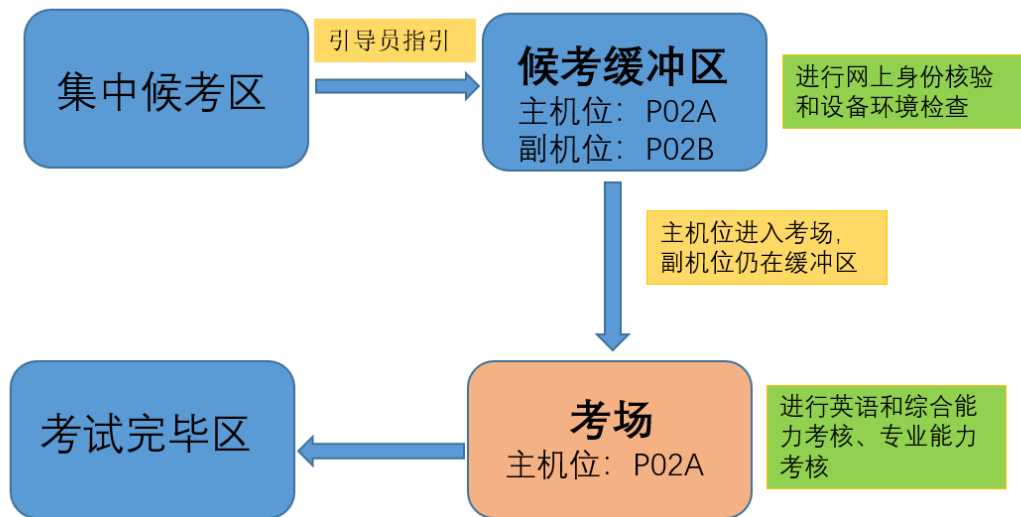 集中候考区
引导员指引
候考缓冲区
主机位：P02A
副机位：P02B
进行网上身份核验
和设备环境检查
主机位进入考场，
副机位仍在缓冲区
考场
主机位：P02A
进行英语和综合能
力考核、专业能力
考核
考试完毕区